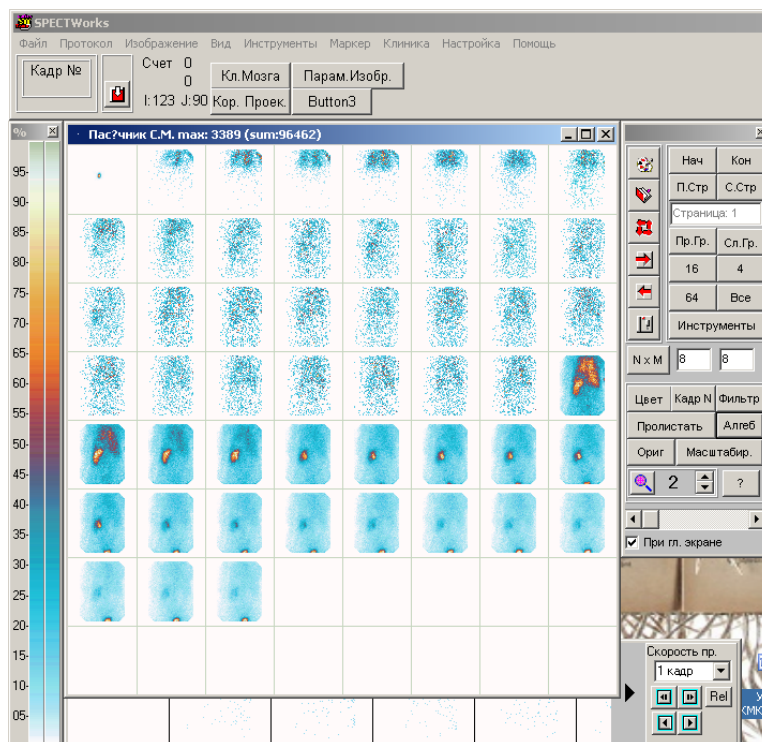 SPECTWorks
Файл Протокол Изображение Вид Инструменты Маркер Клиника Настройка Помощь
Кадр №
Счет 0
0
I:123 J:90
Кл.Мозга Парам.Изобр.
Кор. Проек. Button3
%
95-
90-
85-
80-
75-
70-
65-
60-
55-
50-
45-
40-
35-
30-
25-
20-
15-
10-
05-
Пас?чник С.М. max: 3389 (sum:96462)
Нач Кон
П.Стр С.Стр
Страница: 1
Пр.Гр. Сл.Гр.
16 4
64 Все
Инструменты
N x M 8 8
Цвет Кадр N Фильтр
Пролистать Алгеб
Ориг Масштабир.
2 ?
При гл. экране
Скорость пр.
1 кадр
Rel